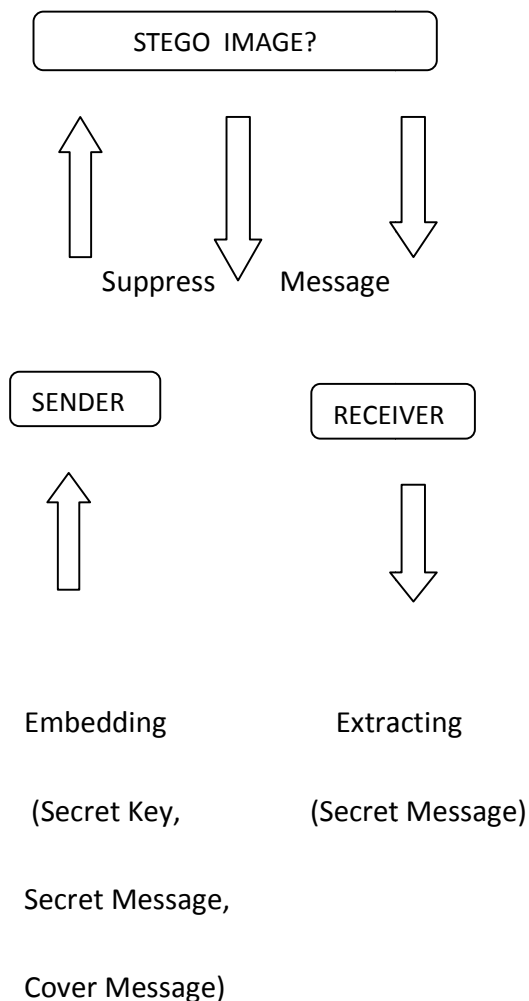 STEGO IMAGE?
Suppress Message
SENDER
RECEIVER
Embedding Extracting
(Secret Key, (Secret Message)
Secret Message,
Cover Message)